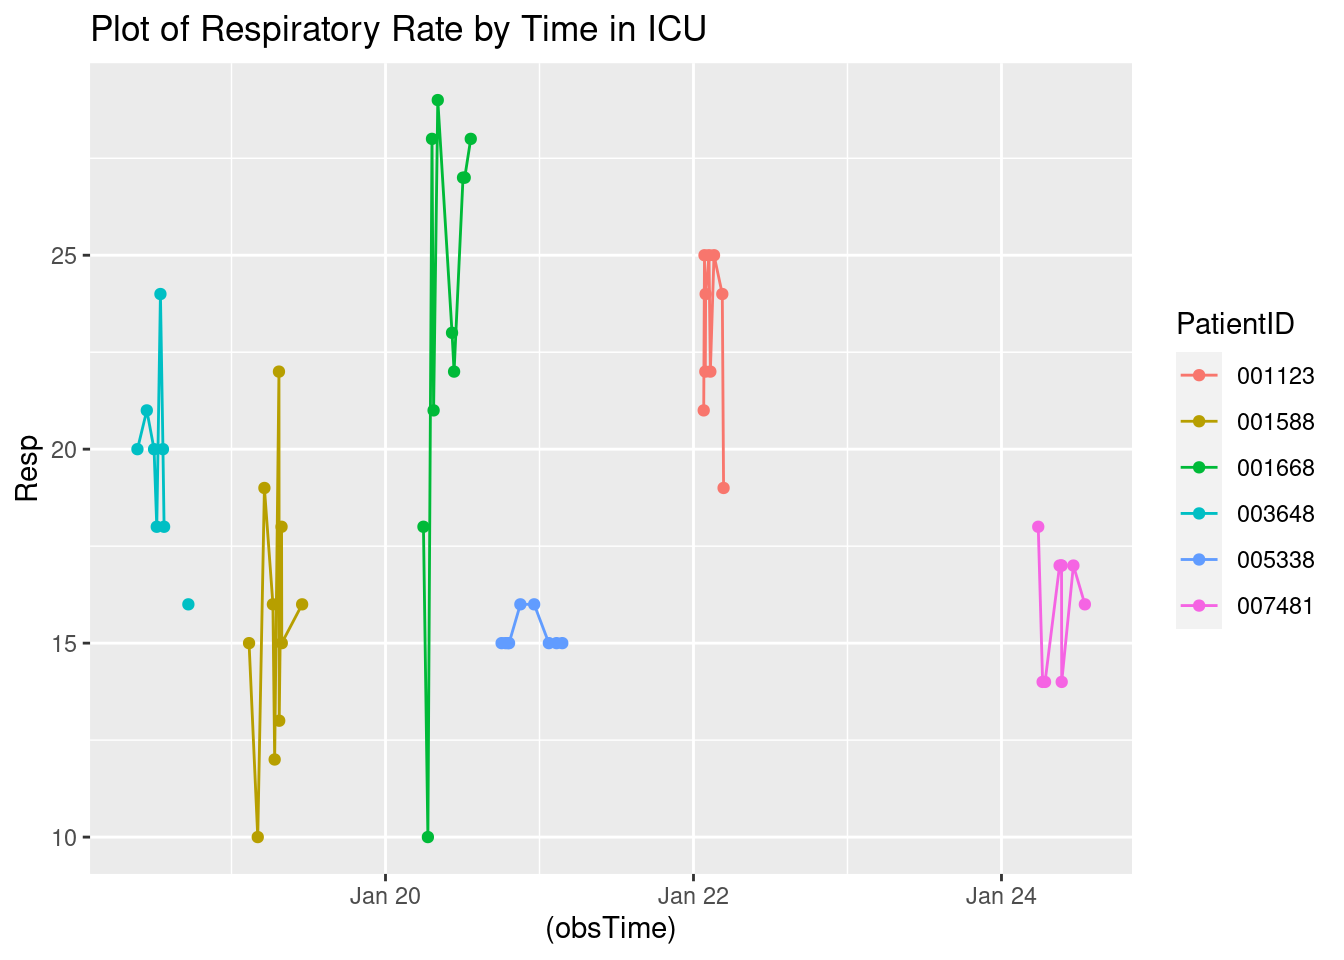 Plot of Respiratory Rate by Time in ICU
25
20
15
10
Resp
Jan 20
Jan 22
Jan 24
(obsTime)
PatientID
001123
001588
001668
003648
005338
007481